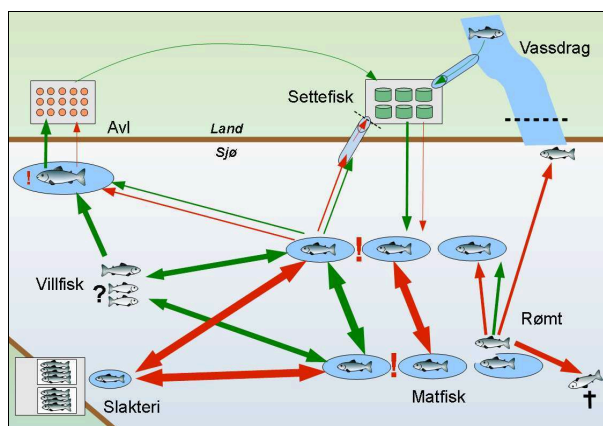 Vassdrag
Settefisk
Avl
Land
Sjø
!
!
Villfisk
?
Rømt
!
Slakteri
Matfisk